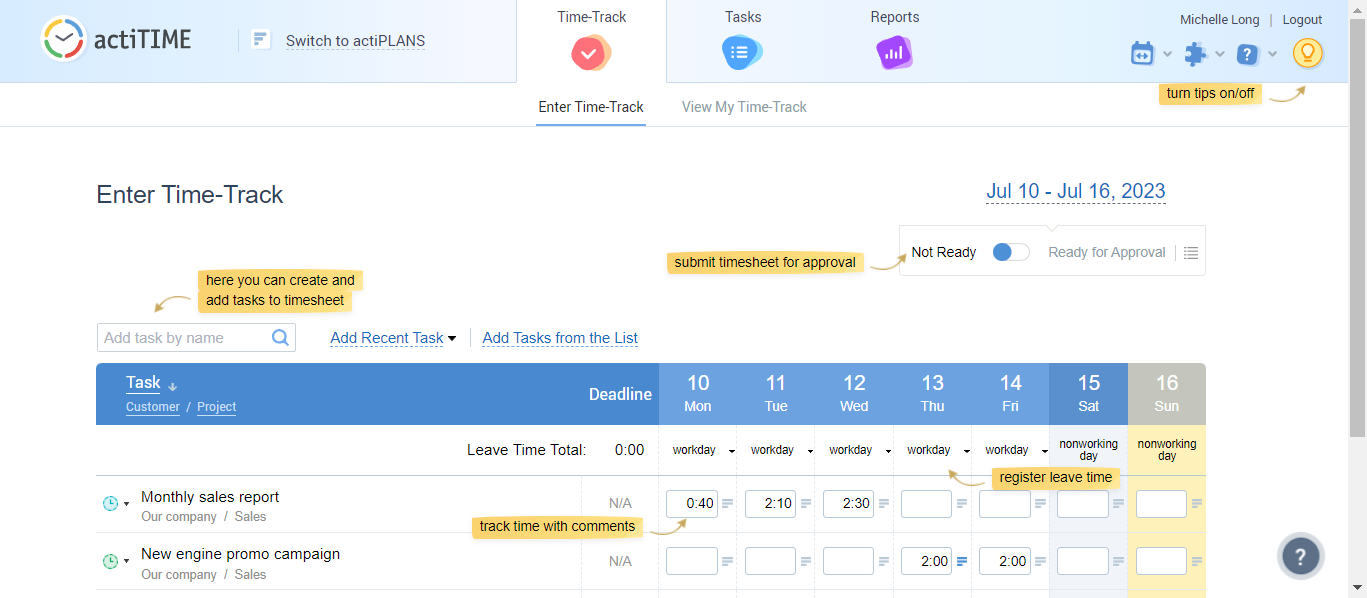 actiTIME
Switch to actiPLANS
Time-Track
Tasks
Reports
Michelle Long | Logout
turn tips on/off
Enter Time-Track
View My Time-Track
Enter Time-Track
Jul 10 - Jul 16, 2023
submit timesheet for approval
Not Ready
Ready for Approval
here you can create and
add tasks to timesheet
Add task by name
Add Recent Task
Add Tasks from the List
Task
Customer / Project
Deadline
10 11 12 13 14 15 16
Mon Tue Wed Thu Fri Sat Sun
Leave Time Total: 0:00 workday workday workday workday workday nonworking day nonworking day
register leave time
Monthly sales report
Our company / Sales
N/A 0:40 2:10 2:30
track time with comments
New engine promo campaign
Our company / Sales
N/A 2:00 2:00
?
?